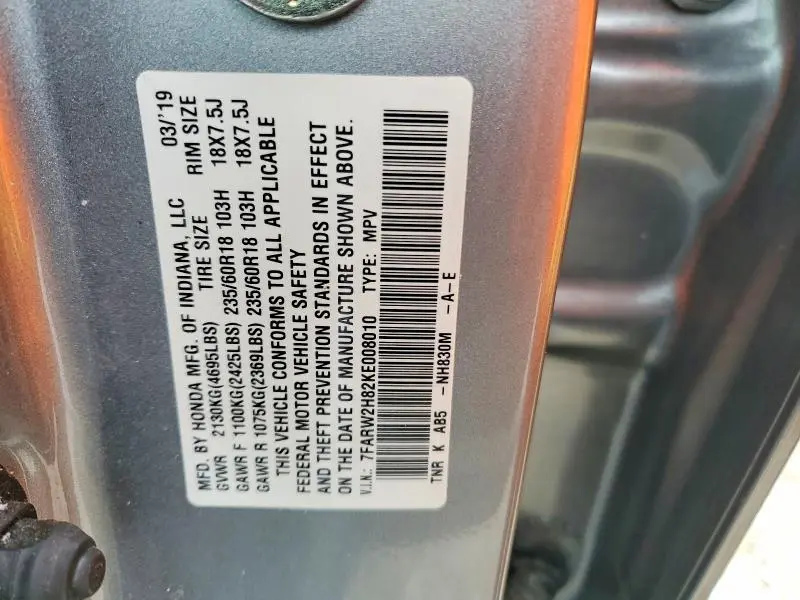 MFD. BY HONDA MFG. OF INDIANA, LLC 03/'19
GVWR 2130KG(4695LBS) TIRE SIZE RIM SIZE
GAWR F 1100KG(2425LBS) 235/60R18 103H 18X7.5J
GAWR R 1075KG(2369LBS) 235/60R18 103H 18X7.5J
THIS VEHICLE CONFORMS TO ALL APPLICABLE
FEDERAL MOTOR VEHICLE SAFETY
AND THEFT PREVENTION STANDARDS IN EFFECT
ON THE DATE OF MANUFACTURE SHOWN ABOVE.
V.I.N.: 7FARW2H82KE008010 TYPE: MPV
TNR K AB5 -NH830M -A-E